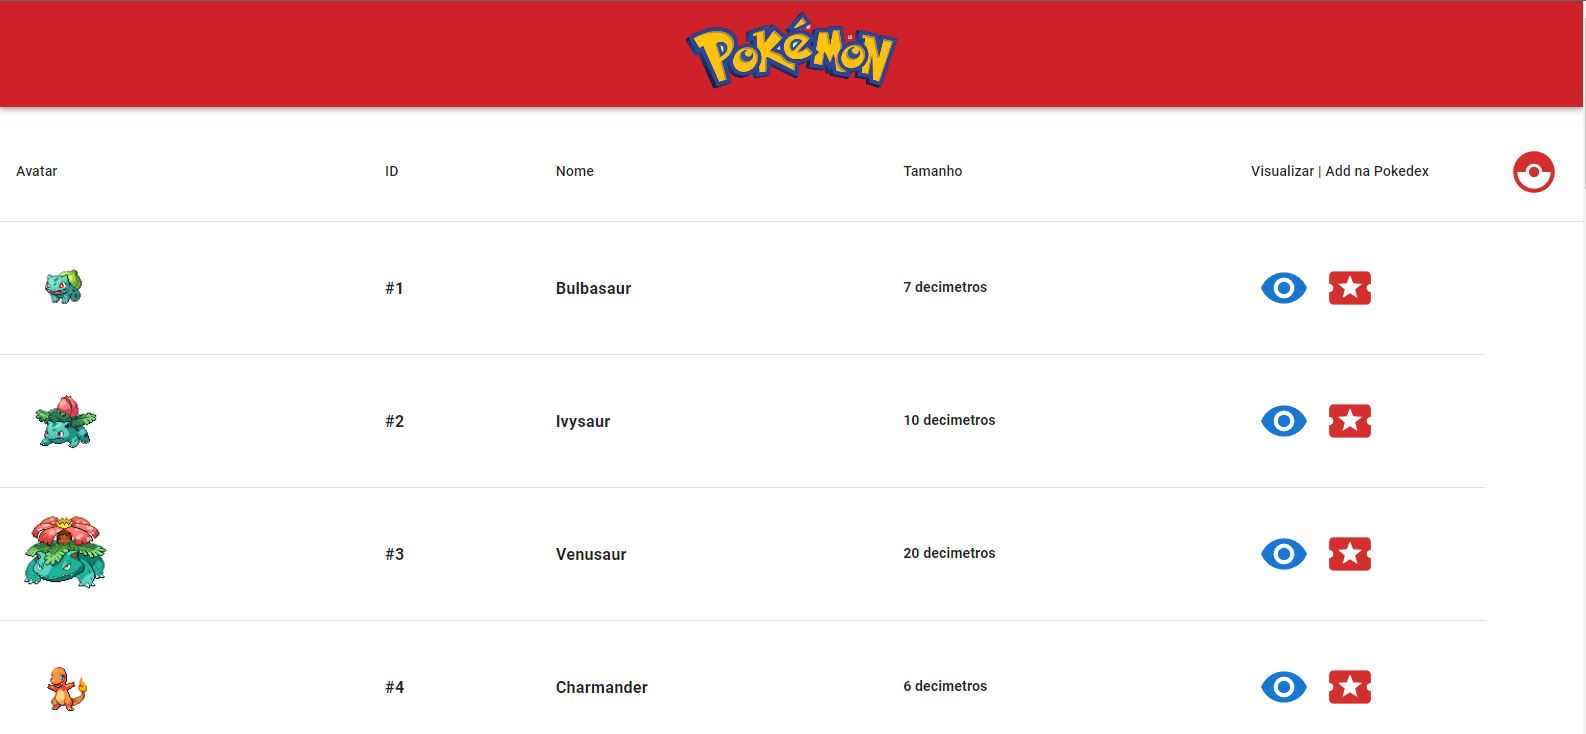 Pokémon
Avatar ID Nome Tamanho Visualizar | Add na Pokedex
#1 Bulbasaur 7 decimetros
#2 Ivysaur 10 decimetros
#3 Venusaur 20 decimetros
#4 Charmander 6 decimetros